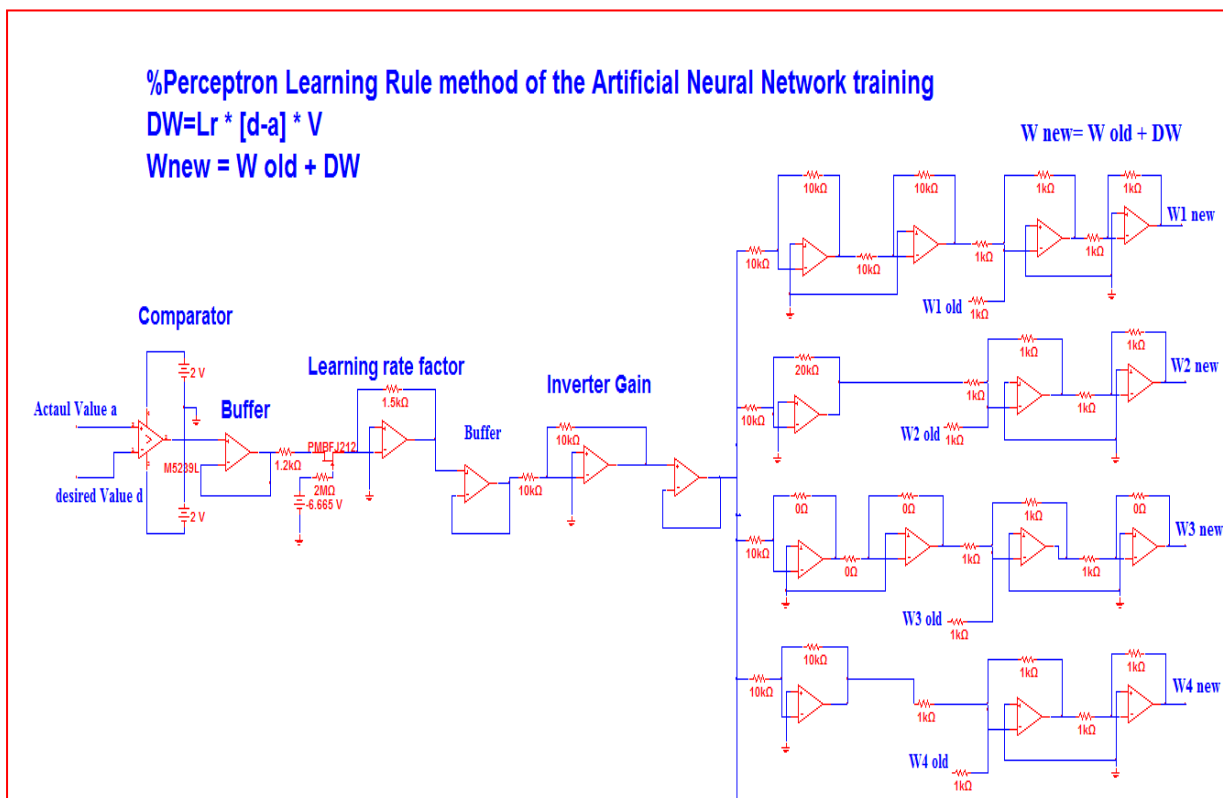 %Perceptron Learning Rule method of the Artificial Neural Network training
DW=Lr * [d-a] * V
Wnew = W old + DW
W new= W old + DW
10kΩ
10kΩ
1kΩ
1kΩ
W1 new
10kΩ
10kΩ
1kΩ
1kΩ
W1 old
1kΩ
Comparator
2 V
Learning rate factor
1.5kΩ
Inverter Gain
Actaul Value a
Buffer
Buffer
10kΩ
PMBFJ212
1.2kΩ
M5239L
2MΩ
-6.665 V
10kΩ
desired Value d
2 V
20kΩ
1kΩ
1kΩ
W2 new
10kΩ
1kΩ
1kΩ
W2 old
1kΩ
0Ω
0Ω
1kΩ
0Ω
W3 new
10kΩ
0Ω
1kΩ
1kΩ
W3 old
1kΩ
10kΩ
1kΩ
1kΩ
W4 new
10kΩ
1kΩ
1kΩ
W4 old
1kΩ